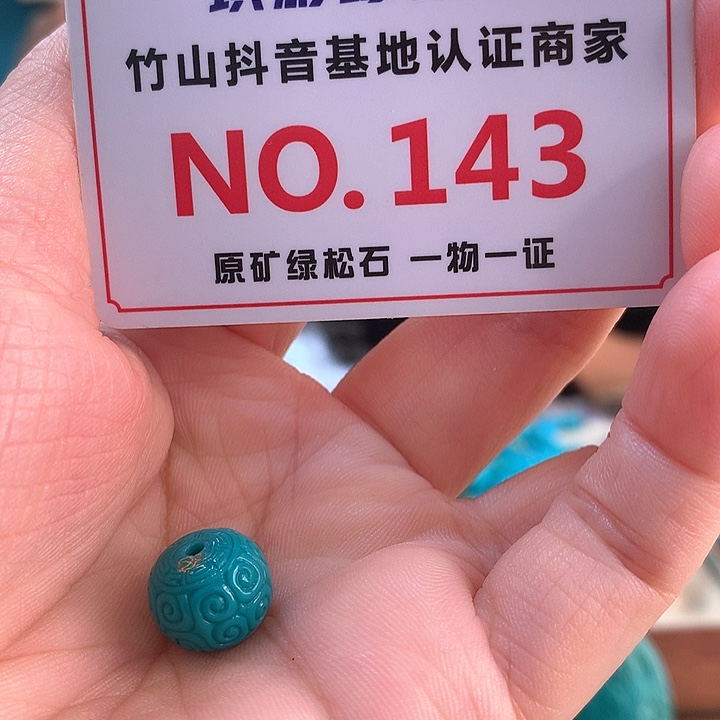 竹山抖音基地认证商家
NO.143
原矿绿松石 一物一证